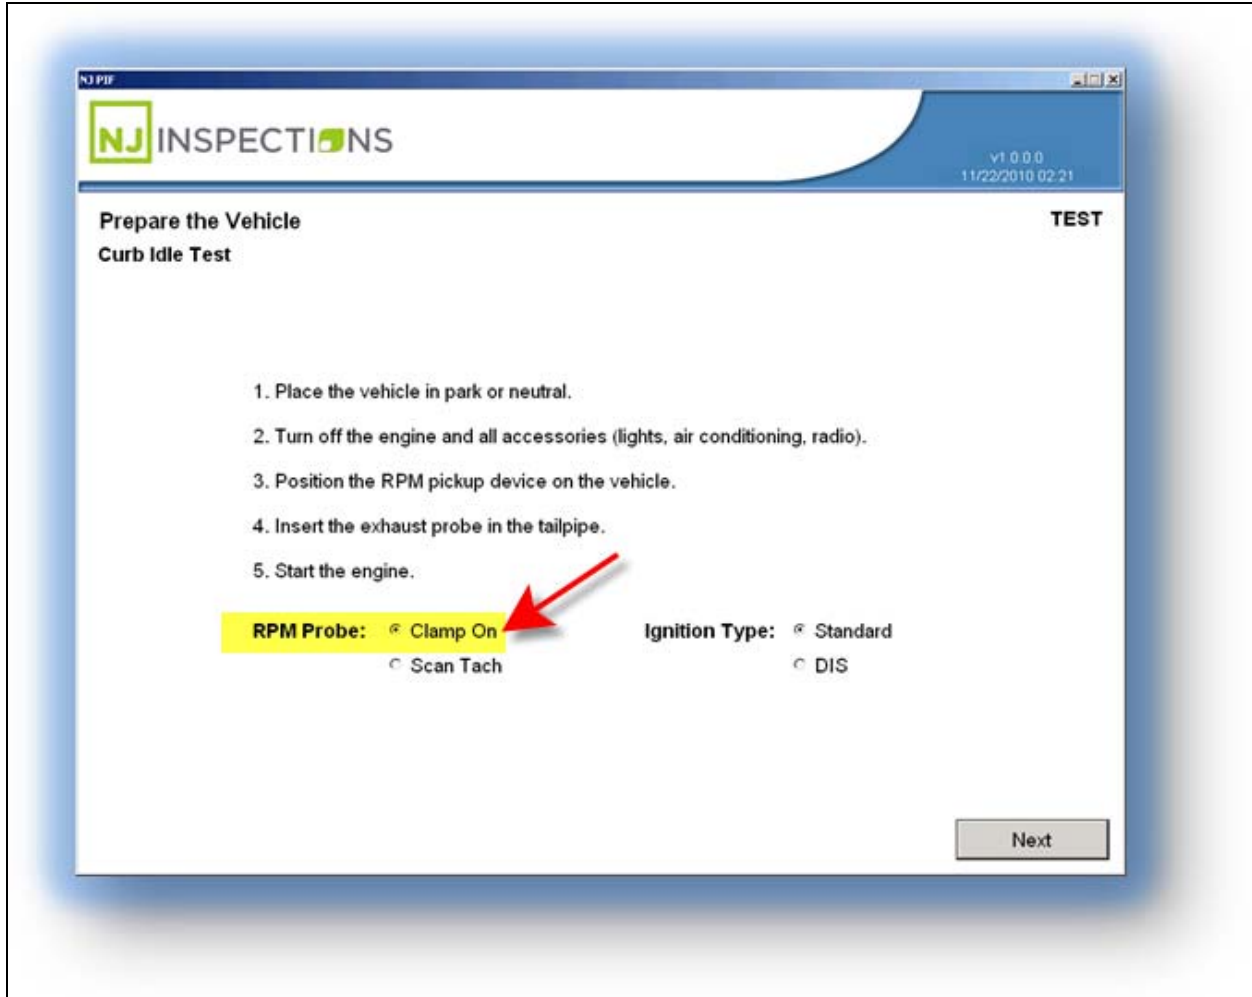 NJ PIF
NJ INSPECTIONS
v1.0.0.0
11/22/2010 02:21
Prepare the Vehicle
TEST
Curb Idle Test
1. Place the vehicle in park or neutral.
2. Turn off the engine and all accessories (lights, air conditioning, radio).
3. Position the RPM pickup device on the vehicle.
4. Insert the exhaust probe in the tailpipe.
5. Start the engine.
RPM Probe: Clamp On Ignition Type: Standard
Scan Tach DIS
Next